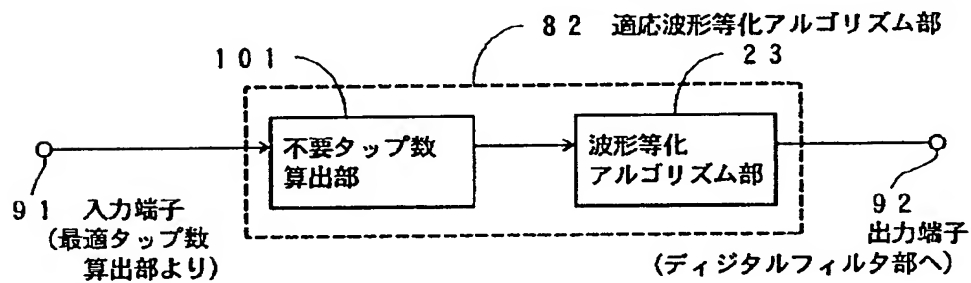 82 適応波形等化アルゴリズム部
101
23
不要タップ数
算出部
波形等化
アルゴリズム部
91 入力端子
(最適タップ数
算出部より)
92
出力端子
(ディジタルフィルタ部へ)